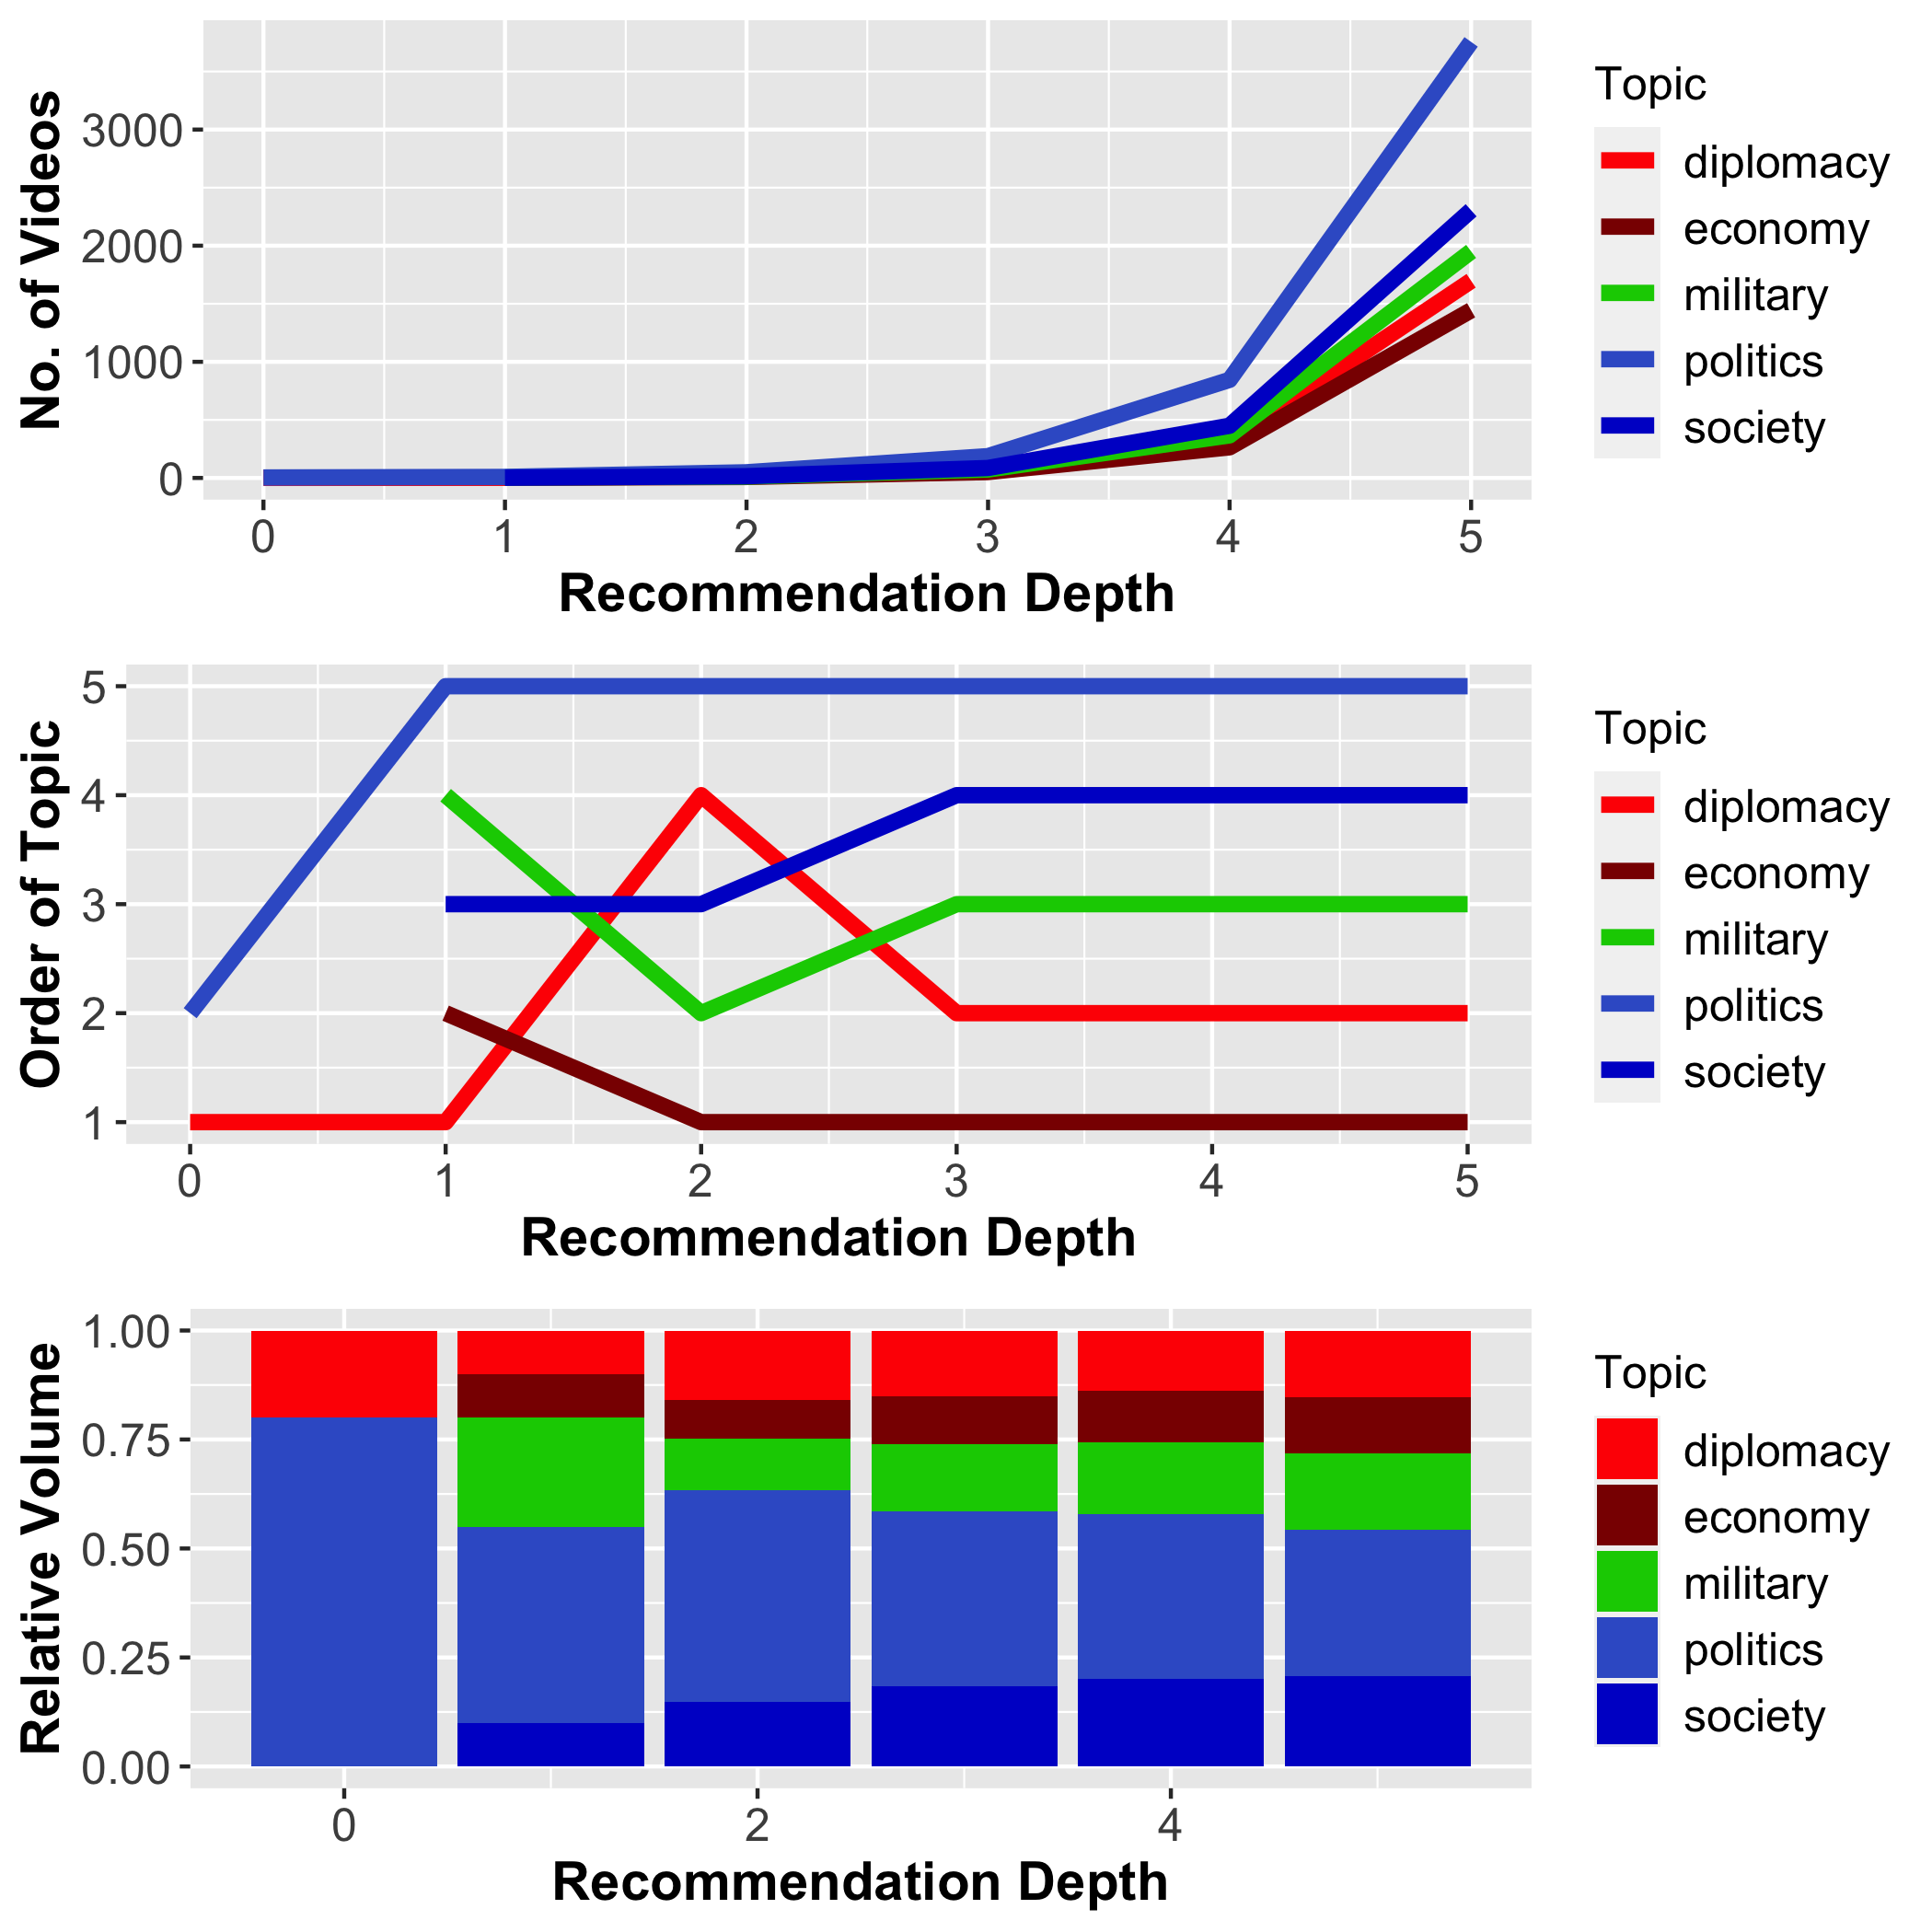 No. of Videos
3000
2000
1000
0
0 1 2 3 4 5
Recommendation Depth
Topic
diplomacy
economy
military
politics
society
Order of Topic
5
4
3
2
1
0 1 2 3 4 5
Recommendation Depth
Topic
diplomacy
economy
military
politics
society
Relative Volume
1.00
0.75
0.50
0.25
0.00
0 2 4
Recommendation Depth
Topic
diplomacy
economy
military
politics
society